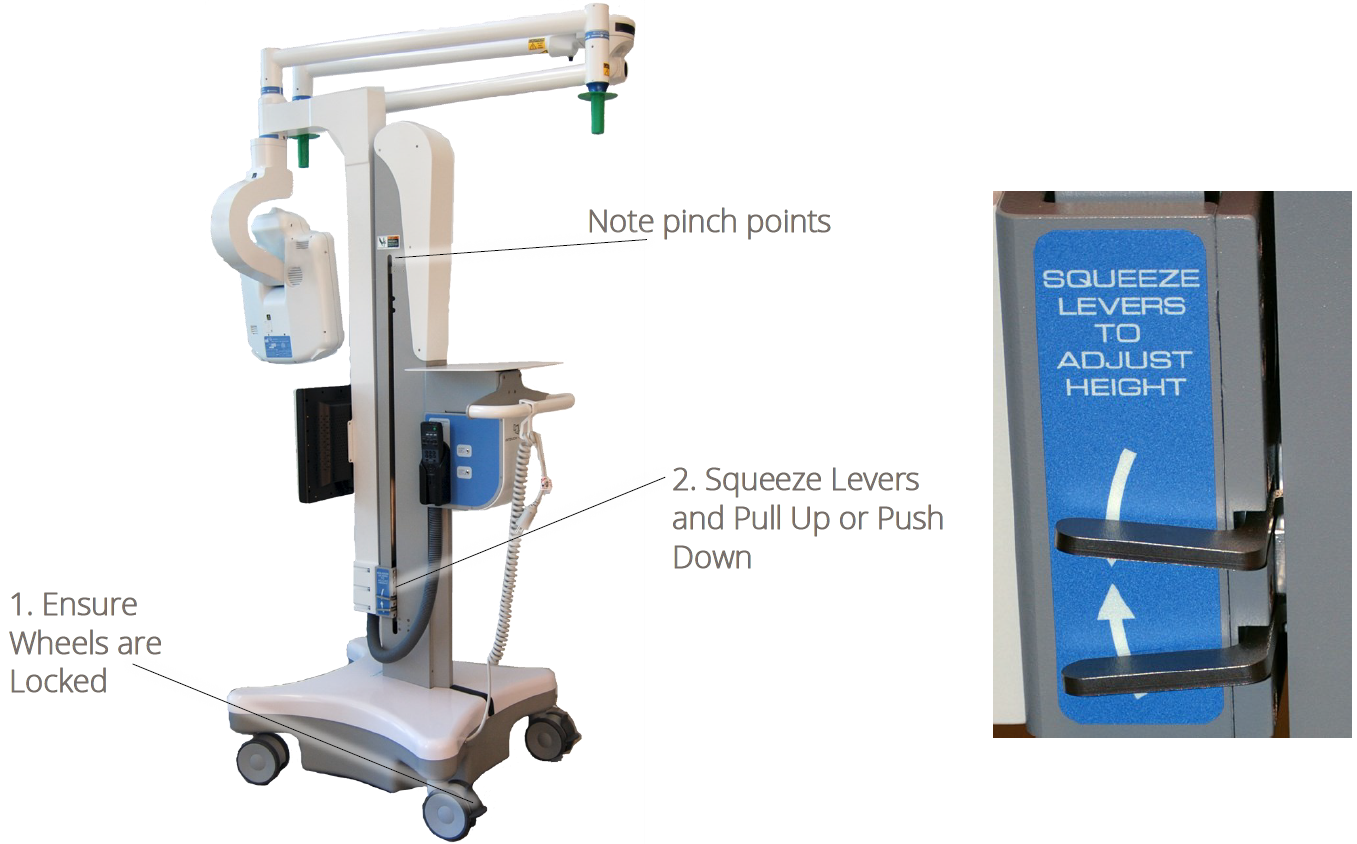 Note pinch points
2. Squeeze Levers
and Pull Up or Push
Down
1. Ensure
Wheels are
Locked
SQUEEZE
LEVERS
TO
ADJUST
HEIGHT